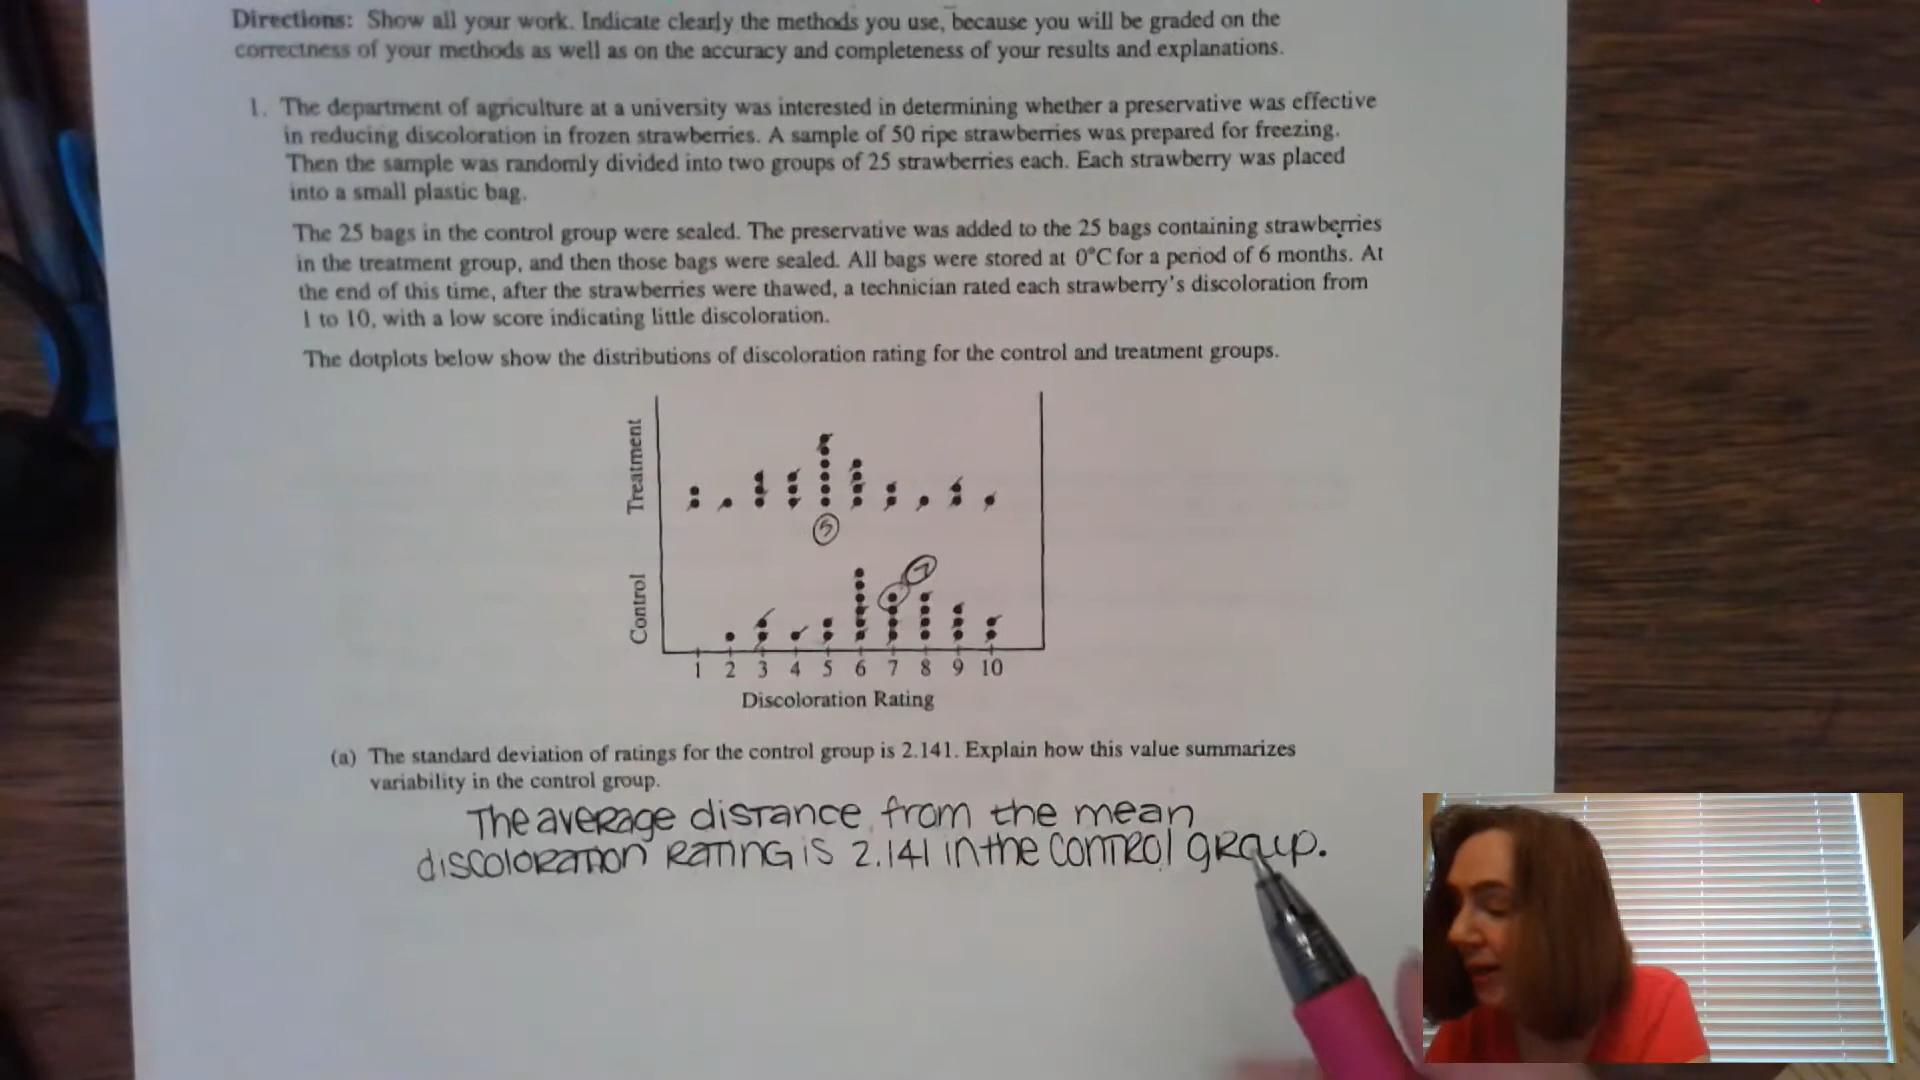 Directions: Show all your work. Indicate clearly the methods you use, because you will be graded on the
correctness of your methods as well as on the accuracy and completeness of your results and explanations.
1. The department of agriculture at a university was interested in determining whether a preservative was effective
in reducing discoloration in frozen strawberries. A sample of 50 ripe strawberries was prepared for freezing.
Then the sample was randomly divided into two groups of 25 strawberries each. Each strawberry was placed
into a small plastic bag.
The 25 bags in the control group were sealed. The preservative was added to the 25 bags containing strawberries
in the treatment group, and then those bags were sealed. All bags were stored at 0°C for a period of 6 months. At
the end of this time, after the strawberries were thawed, a technician rated each strawberry's discoloration from
1 to 10, with a low score indicating little discoloration.
The dotplots below show the distributions of discoloration rating for the control and treatment groups.
Treatment
5
7
Control
1 2 3 4 5 6 7 8 9 10
Discoloration Rating
(a) The standard deviation of ratings for the control group is 2.141. Explain how this value summarizes
variability in the control group.
The average distance from the mean
discoloration rating is 2.141 in the control group.